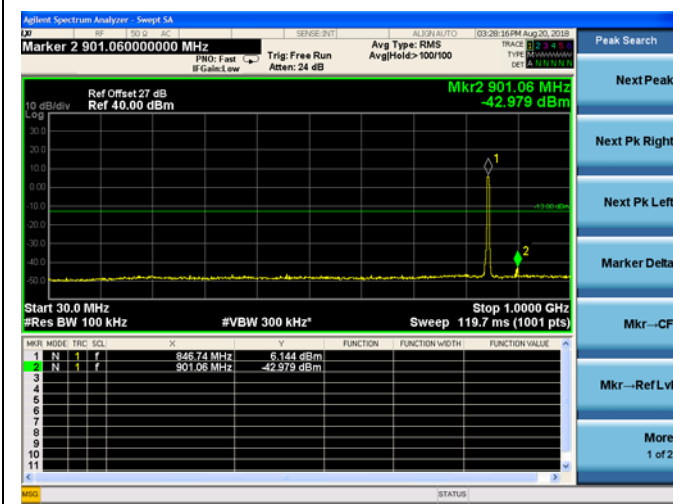 Agilent Spectrum Analyzer - Swept SA
RF 50 Ω AC SENSE:INT ALIGN AUTO 03:28:16 PM Aug 20, 2018
Marker 2 901.060000000 MHz
PNO: Fast
IFGain:Low
Trig: Free Run
Atten: 24 dB
Avg Type: RMS
Avg|Hold:> 100/100
TRACE 1 2 3 4 5 6
TYPE M
DET A N N N N N
Peak Search
Ref Offset 27 dB
Ref 40.00 dBm
Mkr2 901.06 MHz
-42.979 dBm
10 dB/div
Log
30.0
20.0
10.0
0.00
-10.0
-20.0
-30.0
-40.0
-50.0
1
-13.00 dBm
2
Start 30.0 MHz Stop 1.0000 GHz
#Res BW 100 kHz #VBW 300 kHz* Sweep 119.7 ms (1001 pts)
MKR MODE TRC SCL X Y FUNCTION FUNCTION WIDTH FUNCTION VALUE
1 N 1 f 846.74 MHz 6.144 dBm
2 N 1 f 901.06 MHz -42.979 dBm
3
4
5
6
7
8
9
10
11
MSG STATUS
Next Peak
Next Pk Right
Next Pk Left
Marker Delta
Mkr→CF
Mkr→Ref Lvl
More
1 of 2